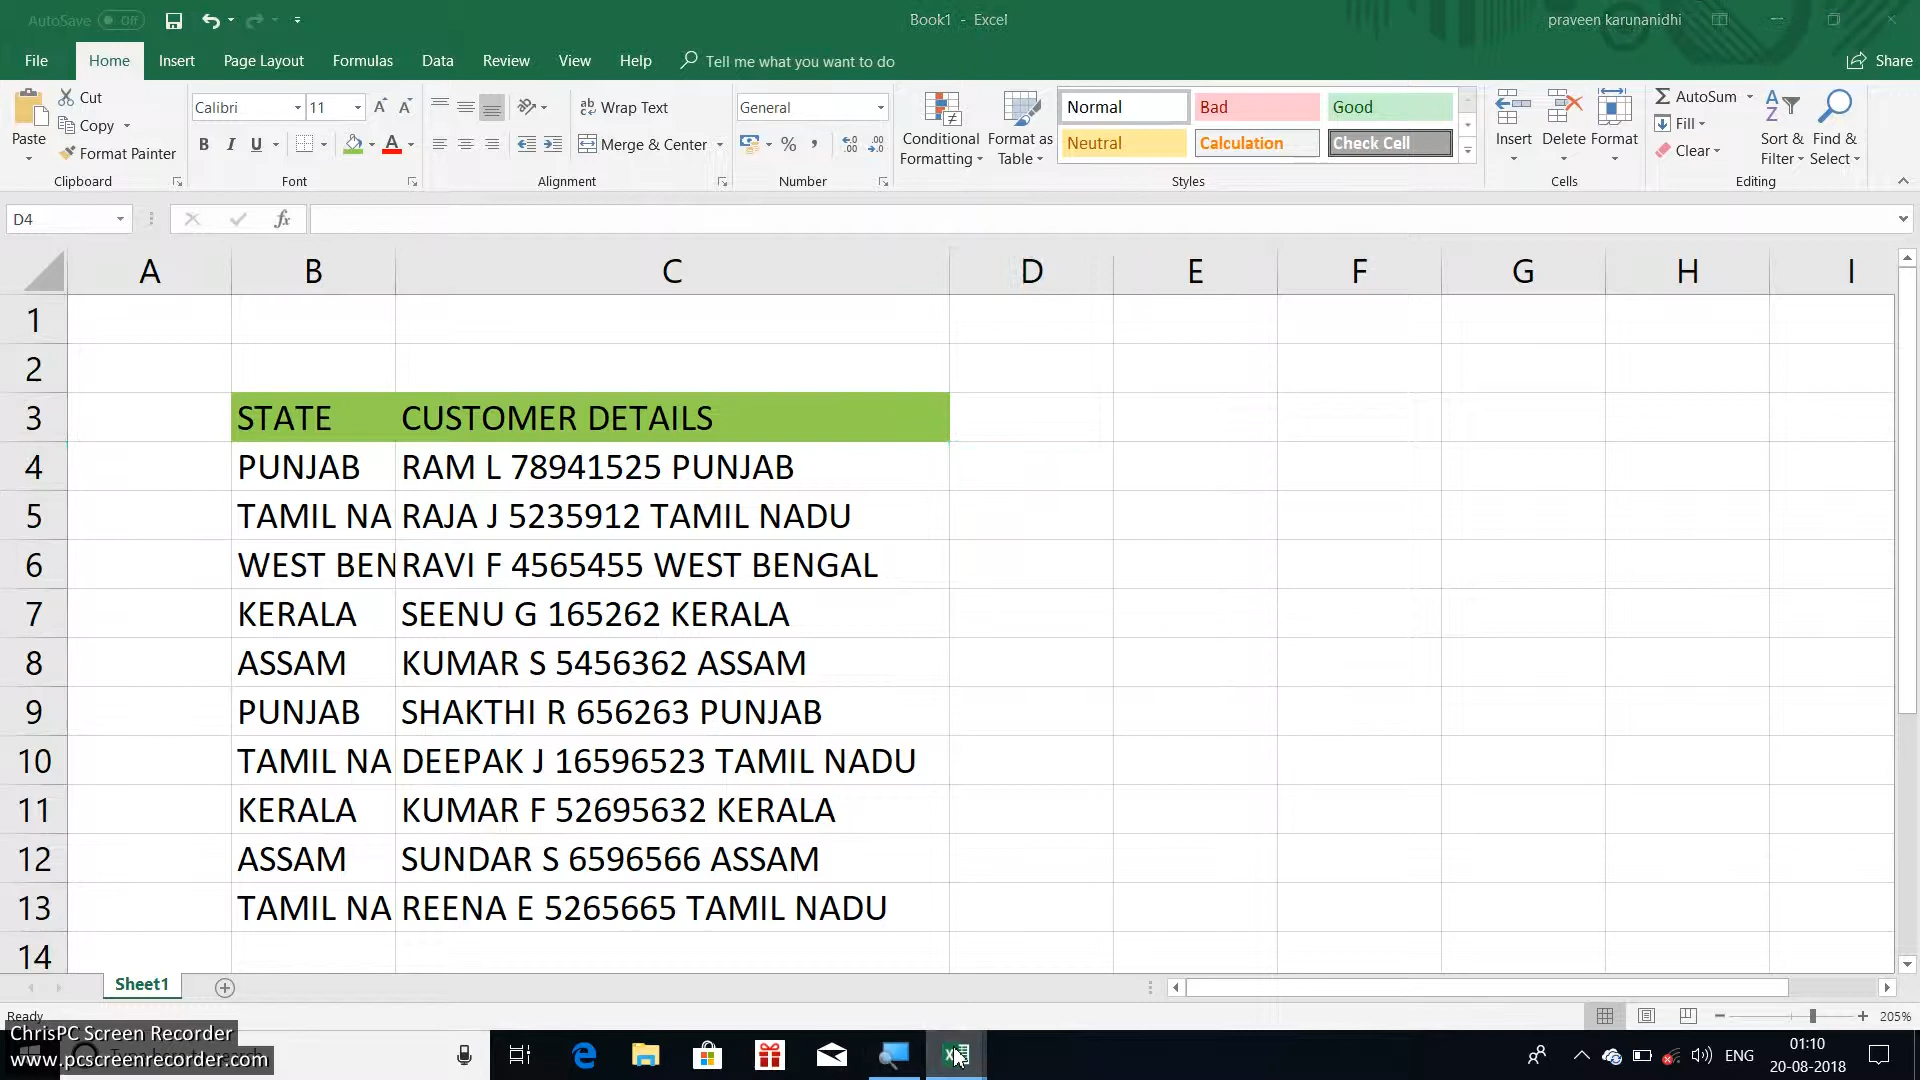 AutoSave Off
Book1 - Excel
praveen karunanidhi
File Home Insert Page Layout Formulas Data Review View Help Tell me what you want to do Share
Paste
Cut
Copy
Format Painter
Clipboard
Calibri 11
B I U
Font
Wrap Text
Merge & Center
Alignment
General
Number
Conditional Formatting
Format as Table
Normal Bad Good
Neutral Calculation Check Cell
Styles
Insert Delete Format
Cells
AutoSum
Fill
Clear
Sort & Filter
Find & Select
Editing
D4
fx
A B C D E F G H I
1
2
3 STATE CUSTOMER DETAILS
4 PUNJAB RAM L 78941525 PUNJAB
5 TAMIL NA RAJA J 5235912 TAMIL NADU
6 WEST BEN RAVI F 4565455 WEST BENGAL
7 KERALA SEENU G 165262 KERALA
8 ASSAM KUMAR S 5456362 ASSAM
9 PUNJAB SHAKTHI R 656263 PUNJAB
10 TAMIL NA DEEPAK J 16596523 TAMIL NADU
11 KERALA KUMAR F 52695632 KERALA
12 ASSAM SUNDAR S 6596566 ASSAM
13 TAMIL NA REENA E 5265665 TAMIL NADU
14
Sheet1
Ready
205%
ChrisPC Screen Recorder
www.pcscreenrecorder.com
ENG
01:10
20-08-2018